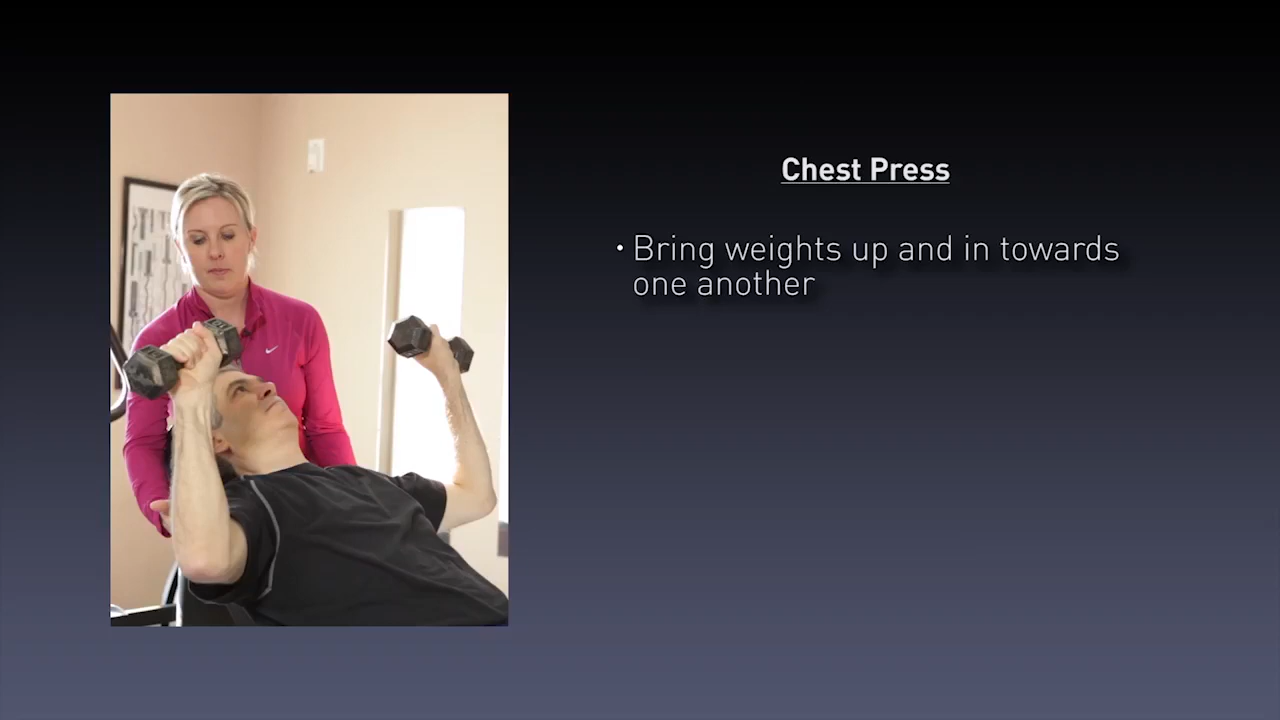 Chest Press
• Bring weights up and in towards
one another